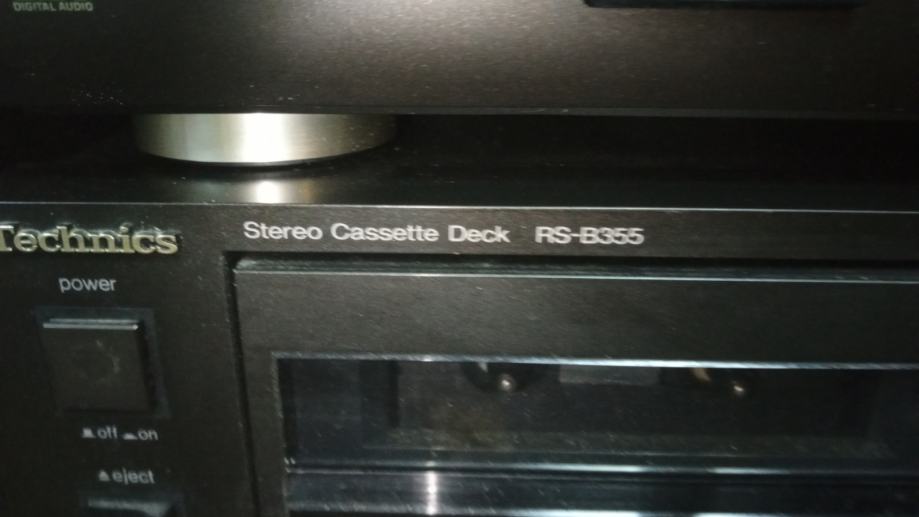 DIGITAL AUDIO
Technics
Stereo Cassette Deck RS-B355
power
off on
eject